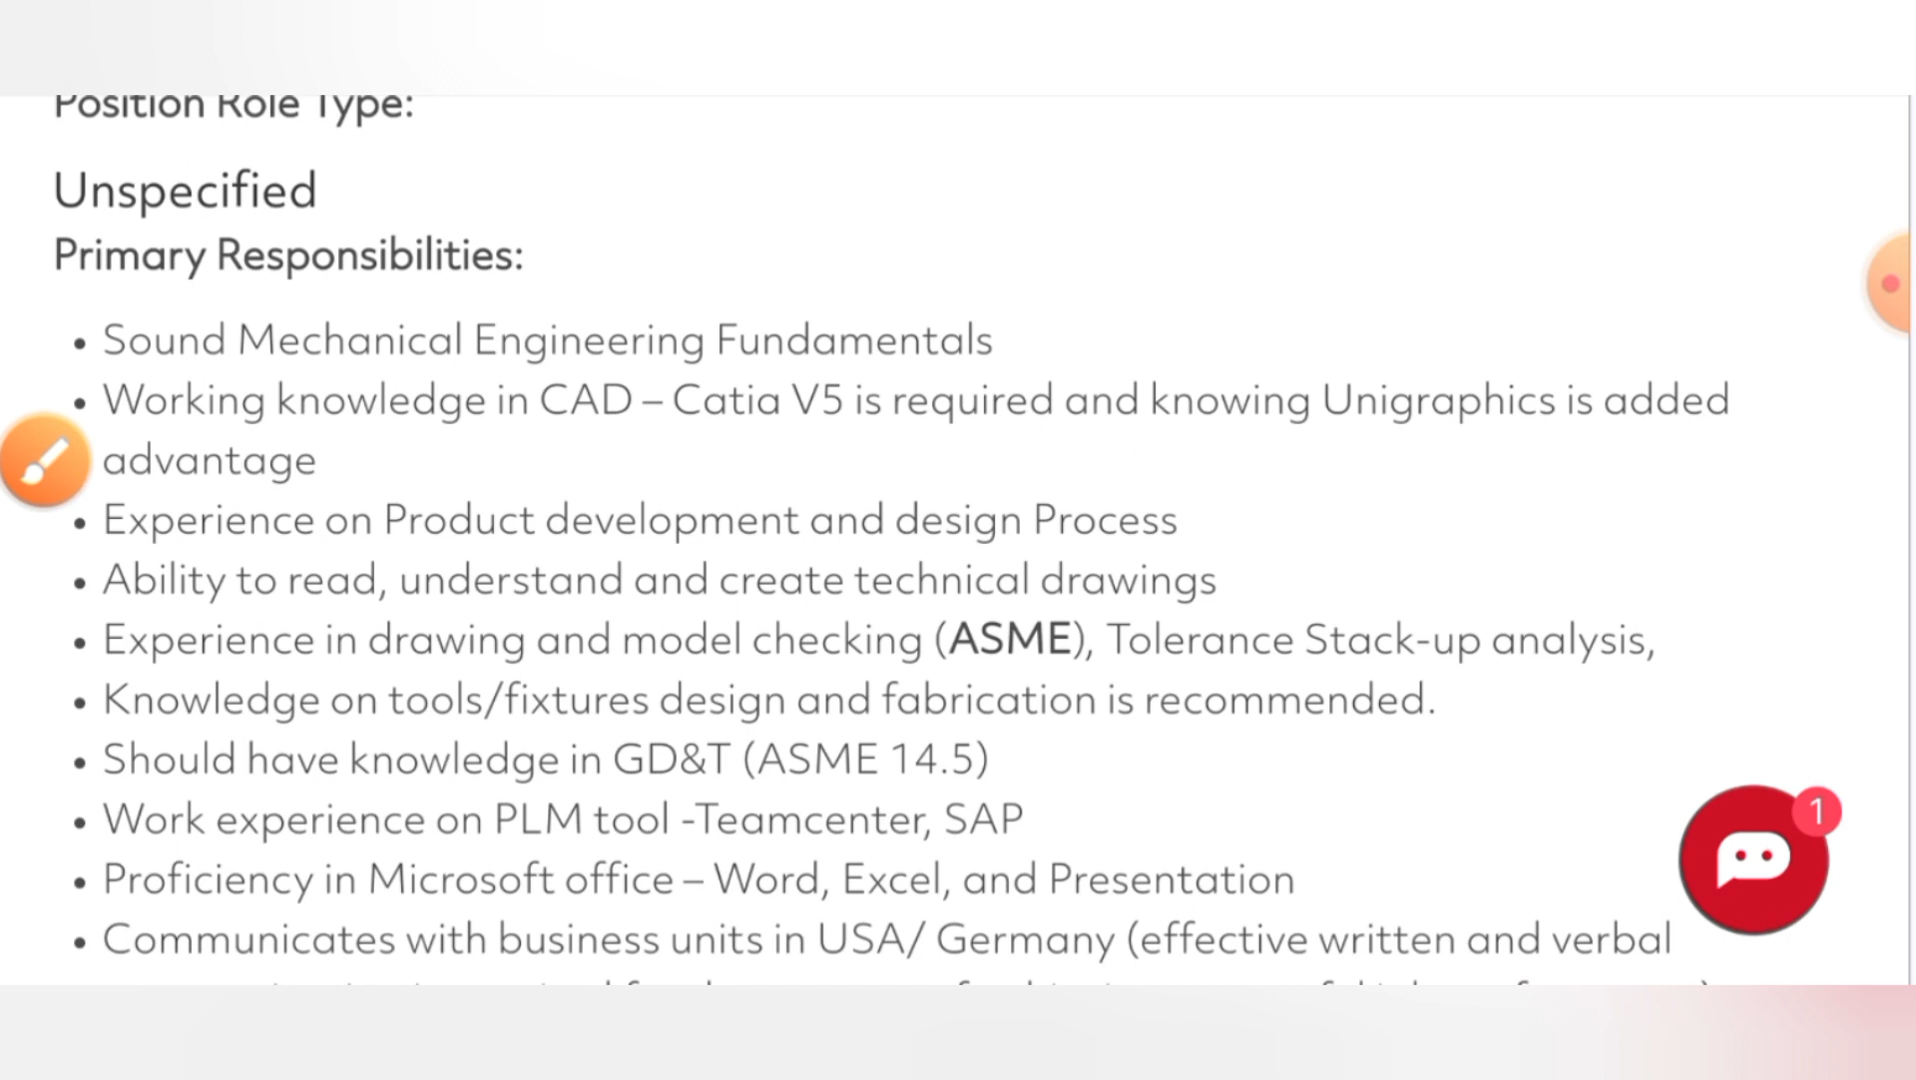 Position Role Type:
Unspecified
Primary Responsibilities:
• Sound Mechanical Engineering Fundamentals
• Working knowledge in CAD – Catia V5 is required and knowing Unigraphics is added
advantage
• Experience on Product development and design Process
• Ability to read, understand and create technical drawings
• Experience in drawing and model checking (ASME), Tolerance Stack-up analysis,
• Knowledge on tools/fixtures design and fabrication is recommended.
• Should have knowledge in GD&T (ASME 14.5)
• Work experience on PLM tool -Teamcenter, SAP
• Proficiency in Microsoft office – Word, Excel, and Presentation
• Communicates with business units in USA/ Germany (effective written and verbal
1